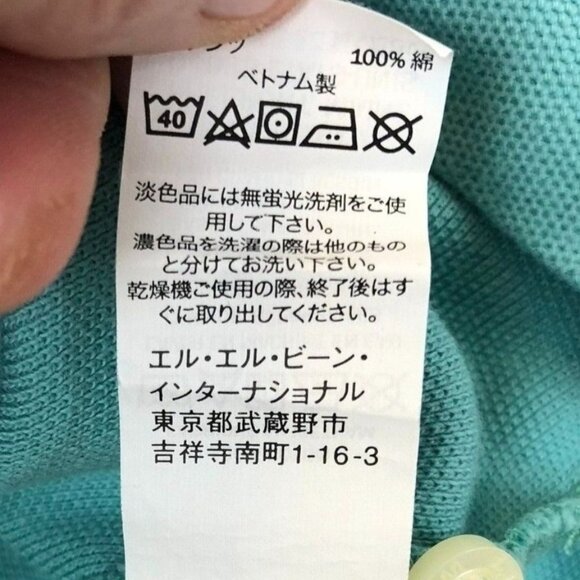 100% 綿
ベトナム製
40
淡色品には無蛍光洗剤をご使
用して下さい。
濃色品を洗濯の際は他のもの
と分けてお洗い下さい。
乾燥機ご使用の際、終了後はす
ぐに取り出してください。
エル・エル・ビーン・
インターナショナル
東京都武蔵野市
吉祥寺南町1-16-3